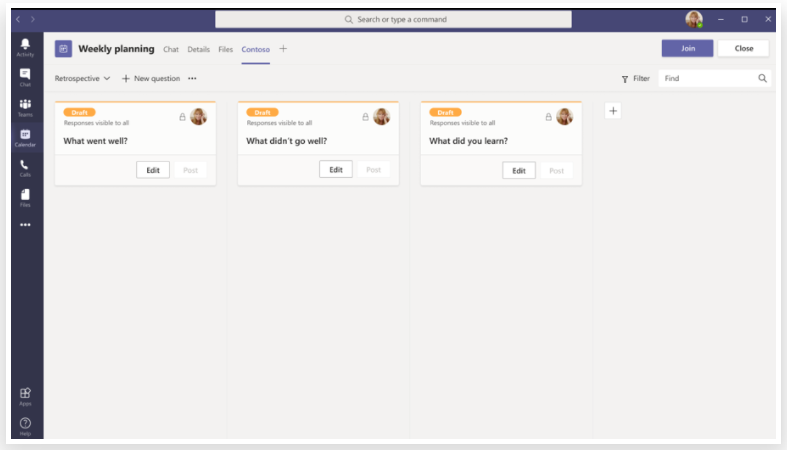 Search or type a command
Activity
Chat
Teams
Calendar
Calls
Files
Apps
Help
Weekly planning Chat Details Files Contoso
Join Close
Retrospective New question
Filter Find
Draft
Responses visible to all
What went well?
Edit Post
Draft
Responses visible to all
What didn't go well?
Edit Post
Draft
Responses visible to all
What did you learn?
Edit Post